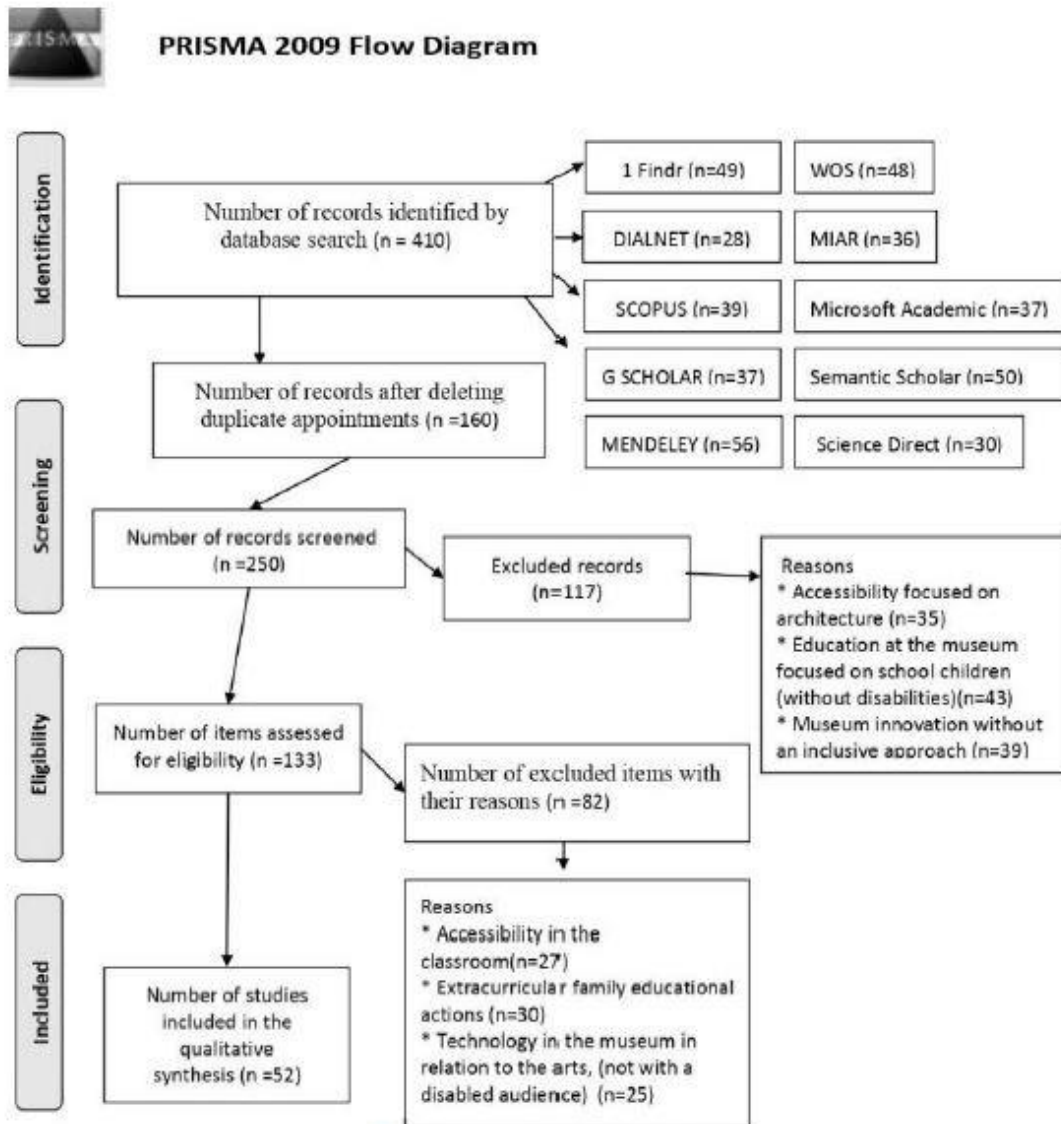 PRISMA
PRISMA 2009 Flow Diagram
Identification
Number of records identified by
database search (n = 410)
1 Findr (n=49)
WOS (n=48)
DIALNET (n=28)
MIAR (n=36)
SCOPUS (n=39)
Microsoft Academic (n=37)
G SCHOLAR (n=37)
Semantic Scholar (n=50)
MENDELEY (n=56)
Science Direct (n=30)
Screening
Number of records after deleting
duplicate appointments (n =160)
Number of records screened
(n =250)
Excluded records
(n=117)
Reasons
* Accessibility focused on
architecture (n=35)
* Education at the museum
focused on school children
(without disabilities)(n=43)
* Museum innovation without
an inclusive approach (n=39)
Eligibility
Number of items assessed
for eligibility (n =133)
Number of excluded items with
their reasons (n =82)
Included
Reasons
* Accessibility in the
classroom(n=27)
* Extracurricular family educational
actions (n=30)
* Technology in the museum in
relation to the arts, (not with a
disabled audience) (n=25)
Number of studies
included in the
qualitative
synthesis (n =52)